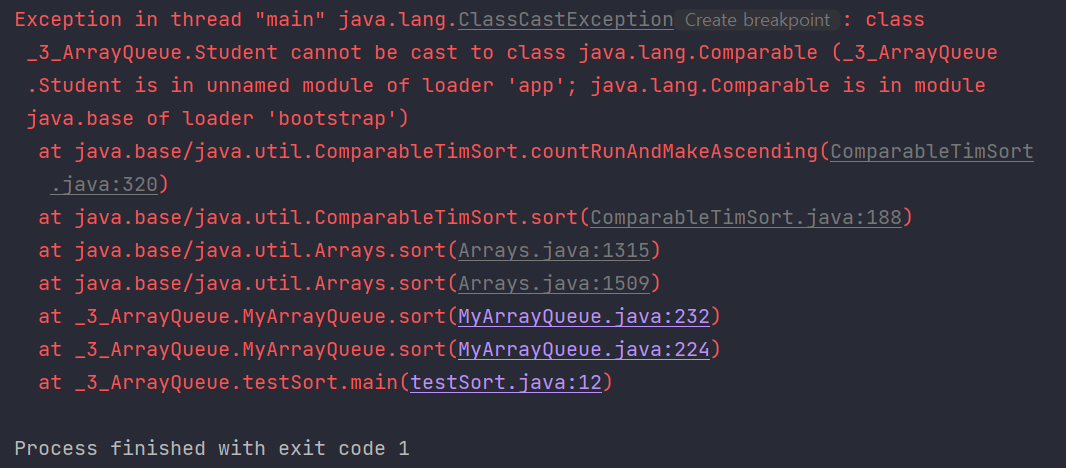 Exception in thread "main" java.lang.ClassCastException Create breakpoint : class
_3_ArrayQueue.Student cannot be cast to class java.lang.Comparable (_3_ArrayQueue
.Student is in unnamed module of loader 'app'; java.lang.Comparable is in module
java.base of loader 'bootstrap')
at java.base/java.util.ComparableTimSort.countRunAndMakeAscending(ComparableTimSort
.java:320)
at java.base/java.util.ComparableTimSort.sort(ComparableTimSort.java:188)
at java.base/java.util.Arrays.sort(Arrays.java:1315)
at java.base/java.util.Arrays.sort(Arrays.java:1509)
at _3_ArrayQueue.MyArrayQueue.sort(MyArrayQueue.java:232)
at _3_ArrayQueue.MyArrayQueue.sort(MyArrayQueue.java:224)
at _3_ArrayQueue.testSort.main(testSort.java:12)
Process finished with exit code 1